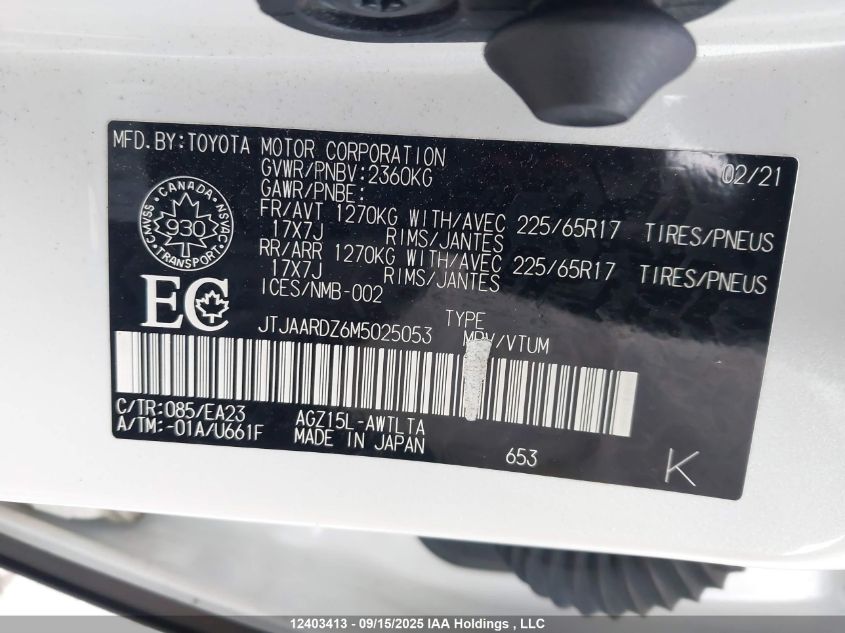 MFD.BY:TOYOTA MOTOR CORPORATION 02/21
GVWR/PNBV:2360KG
GAWR/PNBE:
FR/AVT 1270KG WITH/AVEC 225/65R17 TIRES/PNEUS
17X7J RIMS/JANTES
RR/ARR 1270KG WITH/AVEC 225/65R17 TIRES/PNEUS
17X7J RIMS/JANTES
ICES/NMB-002
CANADA
CMVSS 930 NSVAC
TRANSPORT
EC
JTJAARDZ6M5025053 TYPE
MPV/VTUM
C/TR:085/EA23 AGZ15L-AWTLTA
A/TM:-01A/U661F MADE IN JAPAN
653
K
12403413 - 09/15/2025 IAA Holdings , LLC